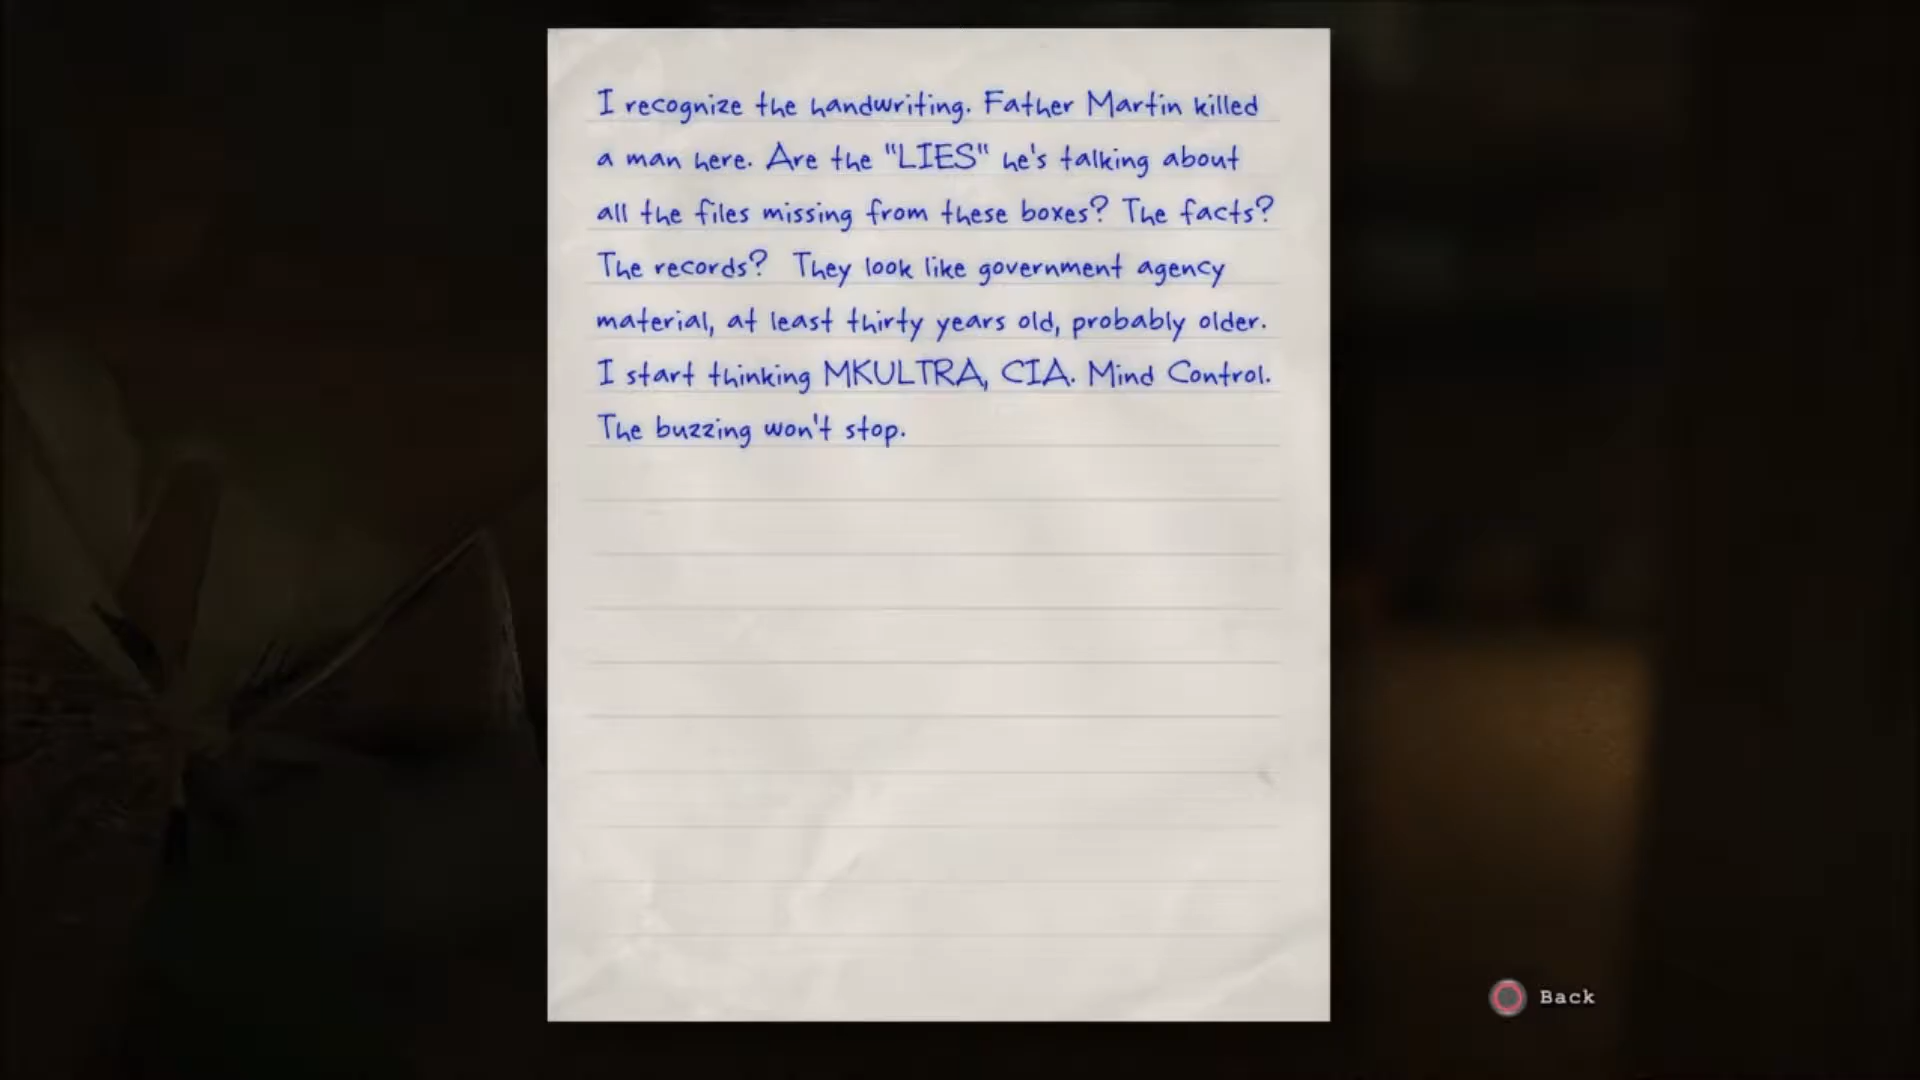 I recognize the handwriting. Father Martin killed
a man here. Are the "LIES" he's talking about
all the files missing from these boxes? The facts?
The records? They look like government agency
material, at least thirty years old, probably older.
I start thinking MKULTRA, CIA. Mind Control.
The buzzing won't stop.
Back